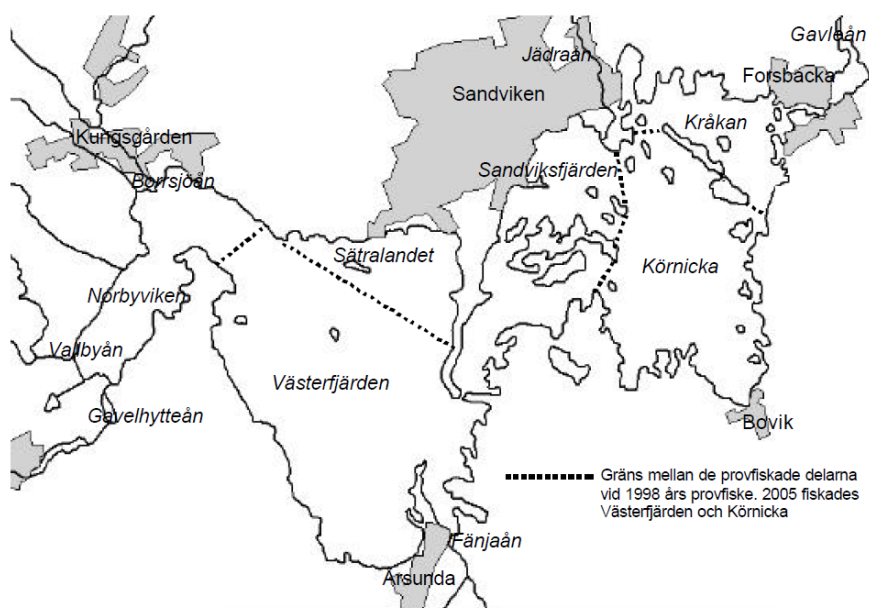 Gavleån
Jädraån
Forsbacka
Sandviken
Kråkan
Kungsgården
Sandviksfjärden
Borrsjöån
Sätralandet
Körnicka
Norbyviken
Vallbyån
Västerfjärden
Gavelhytteån
Bovik
Gräns mellan de provfiskade delarna
vid 1998 års provfiske. 2005 fiskades
Västerfjärden och Körnicka
Fänjaån
Årsunda